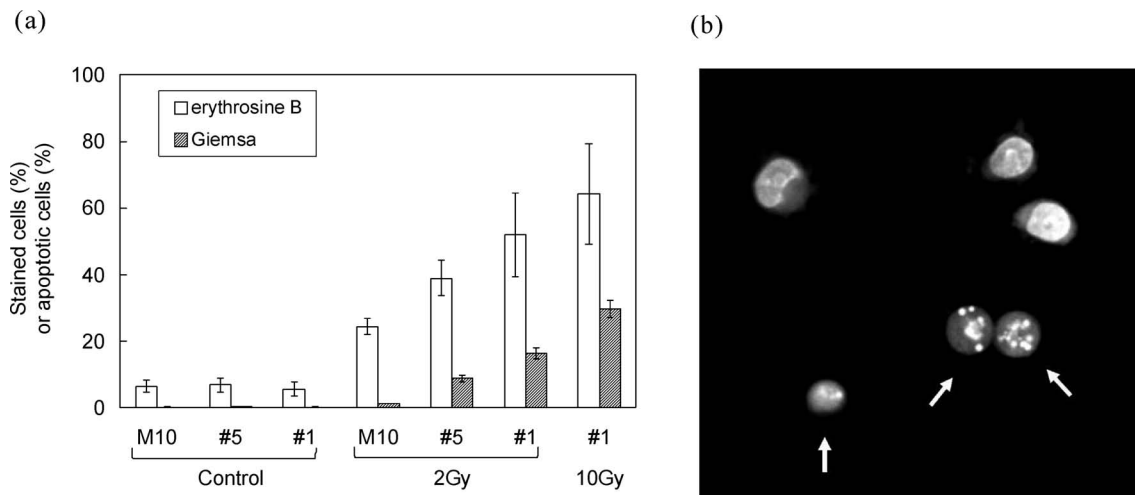 (a)
(b)
100
80
60
40
20
0
erythrosine B
Giemsa
Stained cells (%)
or apoptotic cells (%)
M10 #5 #1 M10 #5 #1 #1
Control 2Gy 10Gy